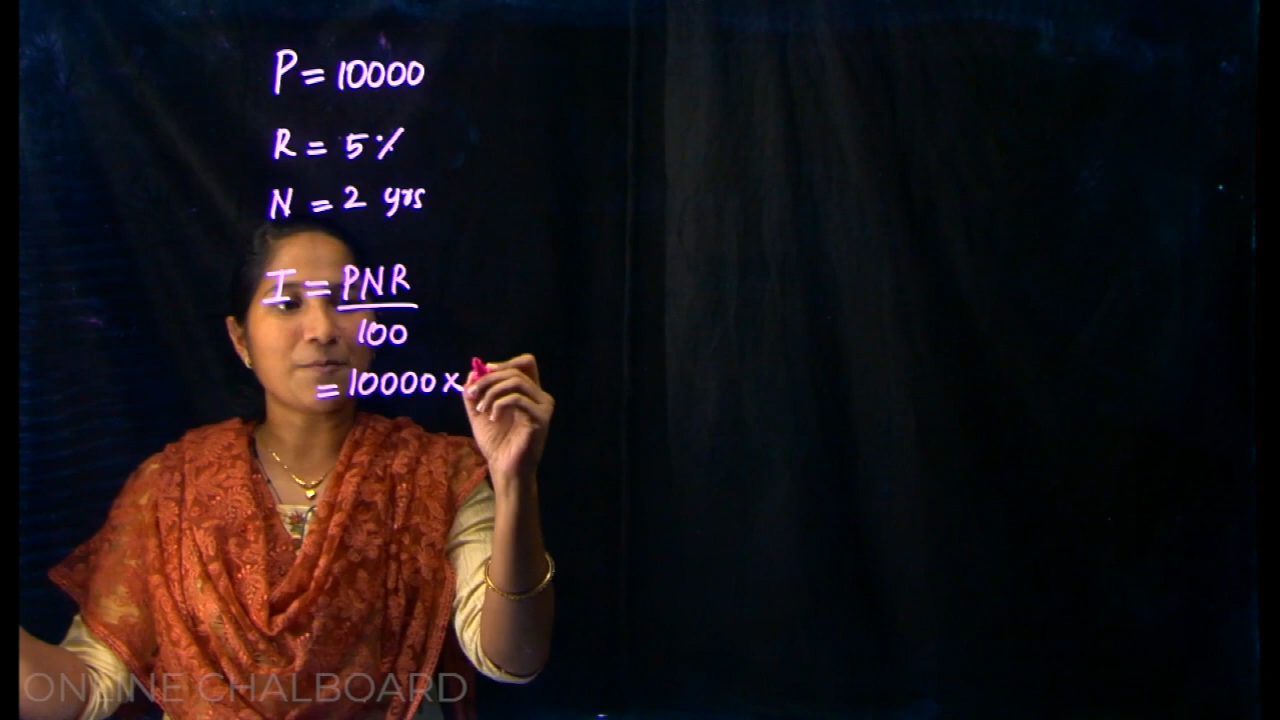 P = 10000
R = 5%
N = 2 yrs
I = PNR
100
= 10000 x
ONLINE CHALBOARD